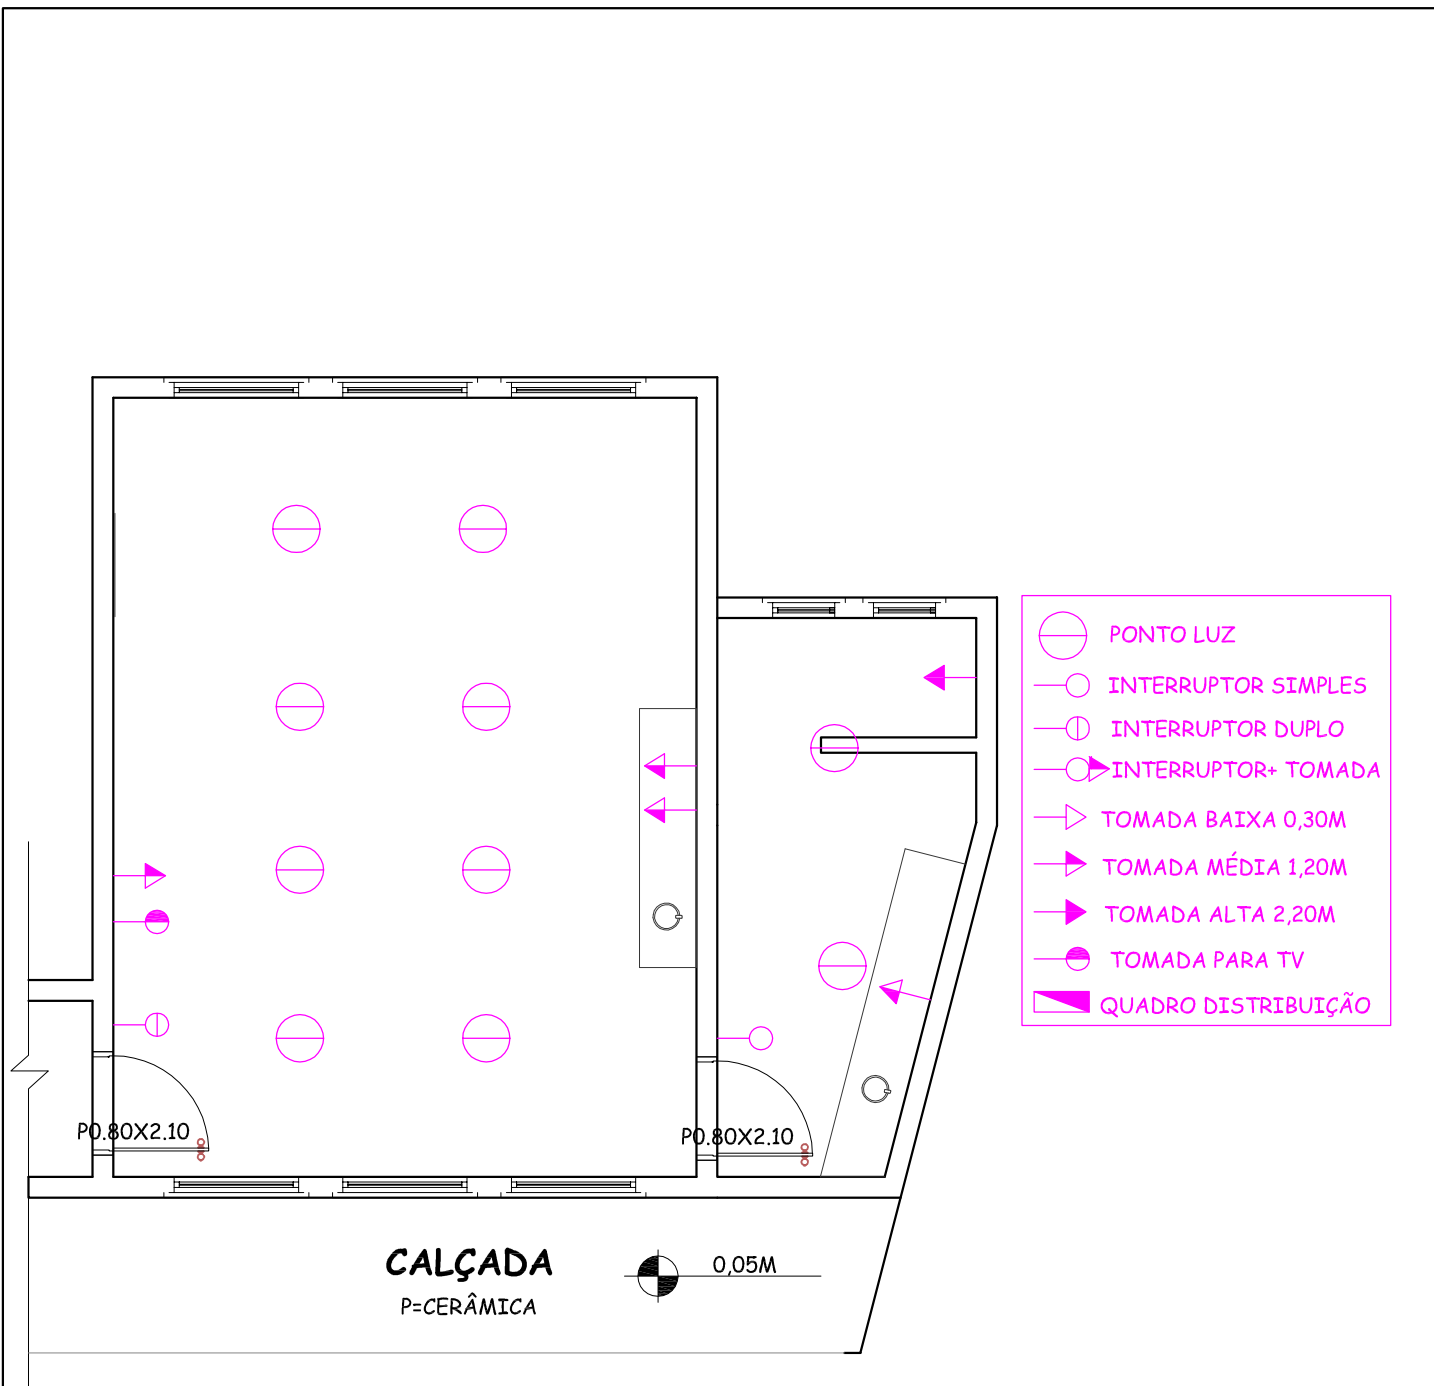 PONTO LUZ
INTERRUPTOR SIMPLES
INTERRUPTOR DUPLO
INTERRUPTOR+ TOMADA
TOMADA BAIXA 0,30M
TOMADA MÉDIA 1,20M
TOMADA ALTA 2,20M
TOMADA PARA TV
QUADRO DISTRIBUIÇÃO
P0.80X2.10
P0.80X2.10
CALÇADA
P=CERÂMICA
0,05M